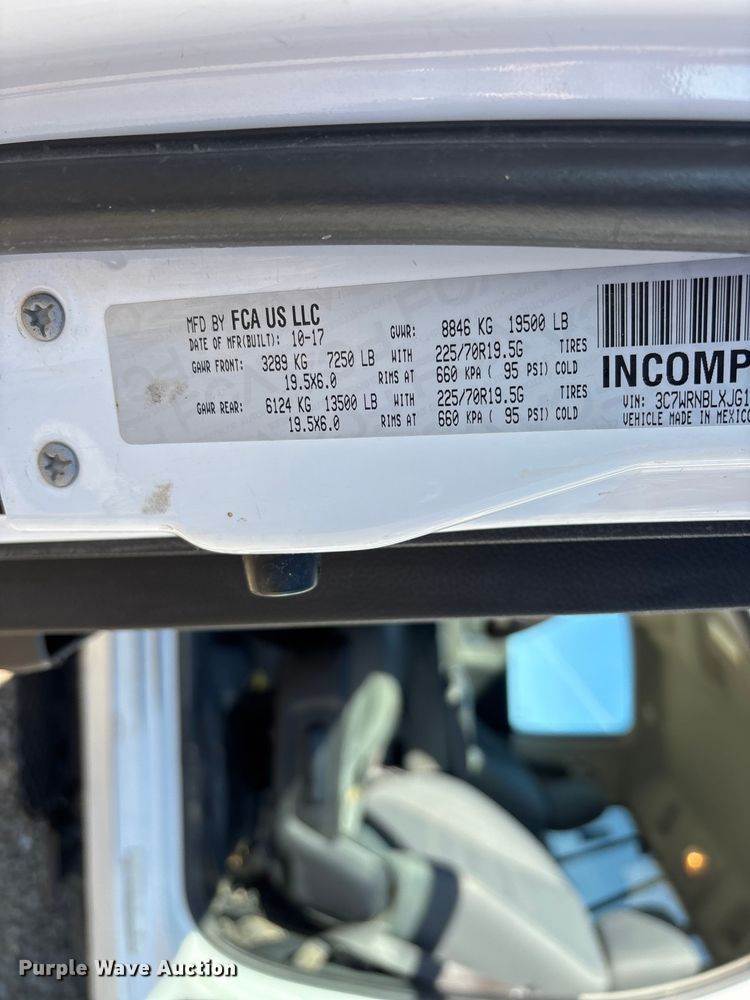 MFD BY FCA US LLC
DATE OF MFR(BUILT): 10-17
GVWR: 8846 KG 19500 LB
GAWR FRONT: 3289 KG 7250 LB WITH 225/70R19.5G TIRES
19.5X6.0 RIMS AT 660 KPA ( 95 PSI) COLD
GAWR REAR: 6124 KG 13500 LB WITH 225/70R19.5G TIRES
19.5X6.0 RIMS AT 660 KPA ( 95 PSI) COLD
INCOMP
VIN: 3C7WRNBLXJG1
VEHICLE MADE IN MEXICO
Purple Wave Auction